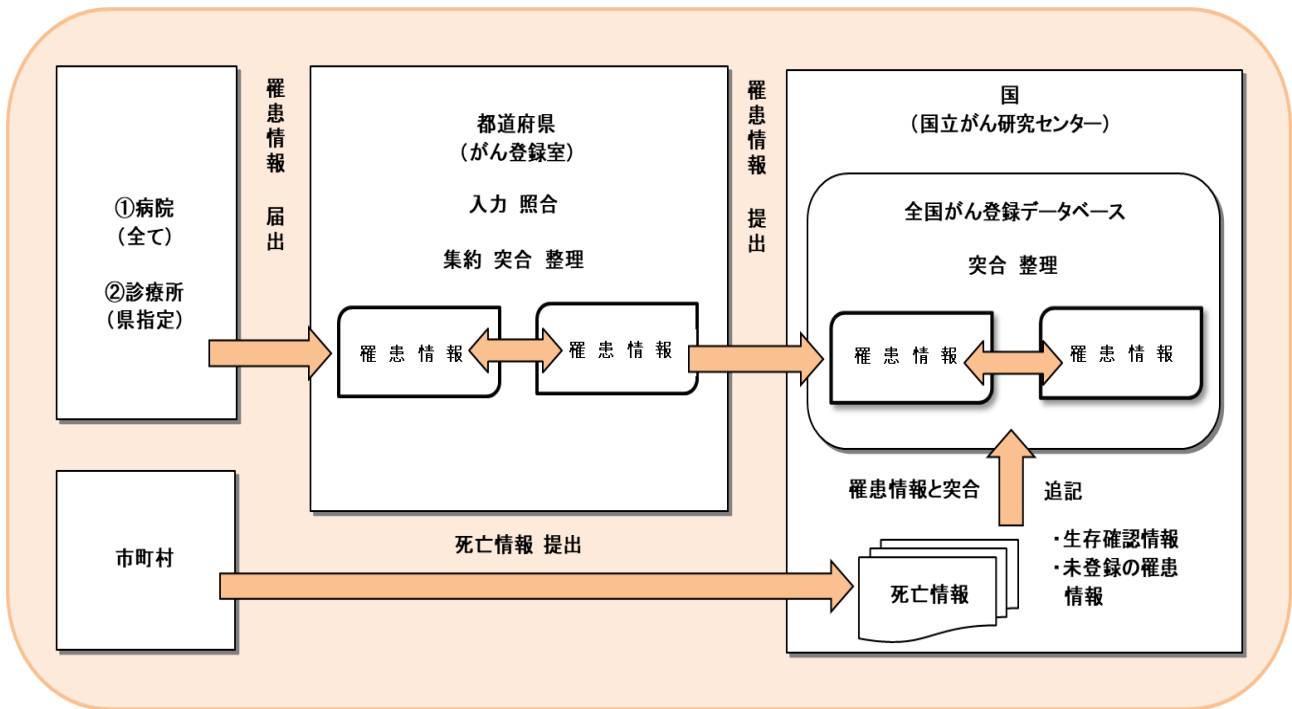 ①病院
(全て)
②診療所
(県指定)
罹患情報 届出
都道府県
(がん登録室)
入力 照合
集約 突合 整理
罹患情報
罹患情報
罹患情報 提出
国
(国立がん研究センター)
全国がん登録データベース
突合 整理
罹患情報
罹患情報
罹患情報と突合
追記
・生存確認情報
・未登録の罹患
情報
市町村
死亡情報 提出
死亡情報